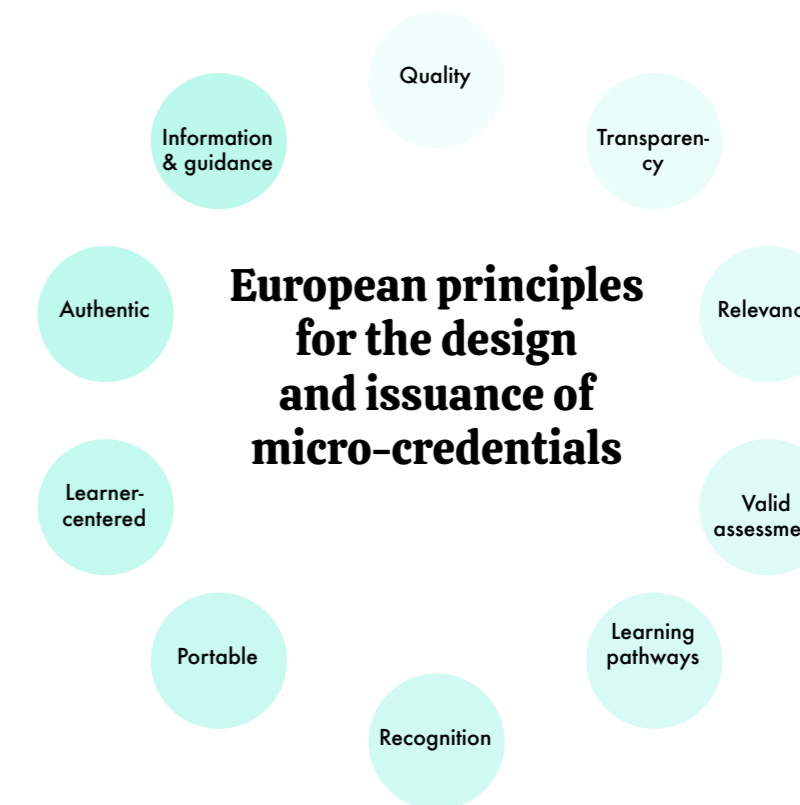 Quality
Transparen-
cy
Relevanc
Valid
assessme
Learning
pathways
Recognition
Portable
Learner-
centered
Authentic
Information
& guidance
European principles
for the design
and issuance of
micro-credentials